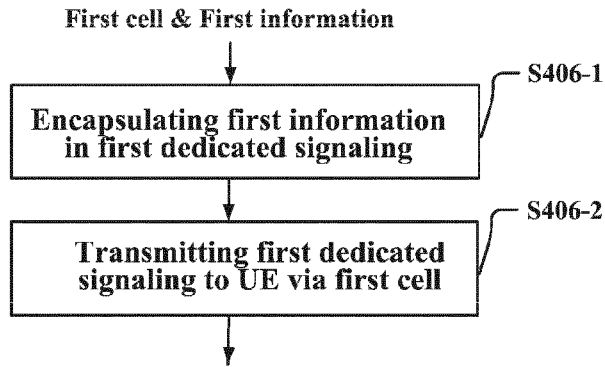 First cell & First information
S406-1
Encapsulating first information
in first dedicated signaling
S406-2
Transmitting first dedicated
signaling to UE via first cell